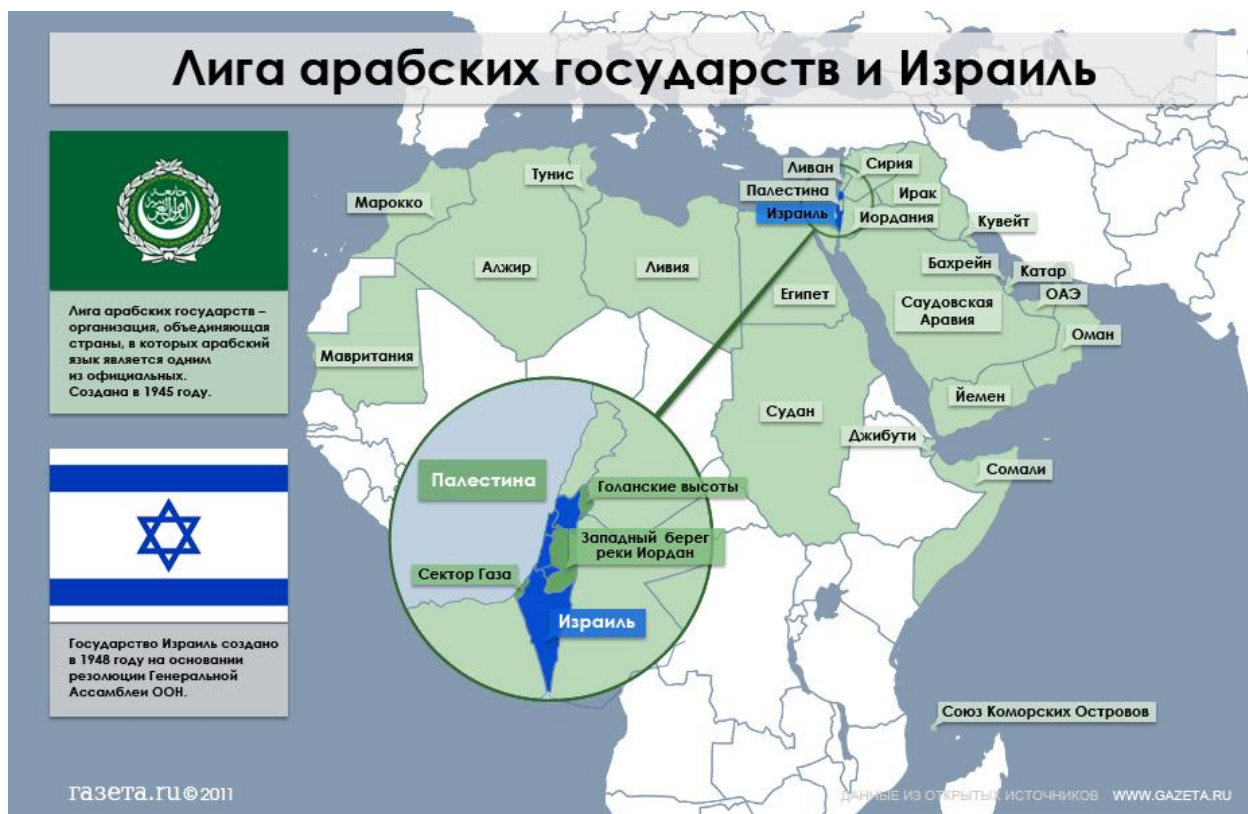 Лига арабских государств и Израиль
Лига арабских государств –
организация, объединяющая
страны, в которых арабский
язык является одним
из официальных.
Создана в 1945 году.
Государство Израиль создано
в 1948 году на основании
резолюции Генеральной
Ассамблеи ООН.
Марокко
Тунис
Алжир
Ливия
Мавритания
Египет
Судан
Ливан
Сирия
Палестина
Ирак
Израиль
Иордания
Кувейт
Бахрейн
Катар
ОАЭ
Саудовская
Аравия
Оман
Йемен
Джибути
Сомали
Союз Коморских Островов
Палестина
Голанские высоты
Западный берег
реки Иордан
Сектор Газа
Израиль
газета.ru©2011
ДАННЫЕ ИЗ ОТКРЫТЫХ ИСТОЧНИКОВ WWW.GAZETA.RU